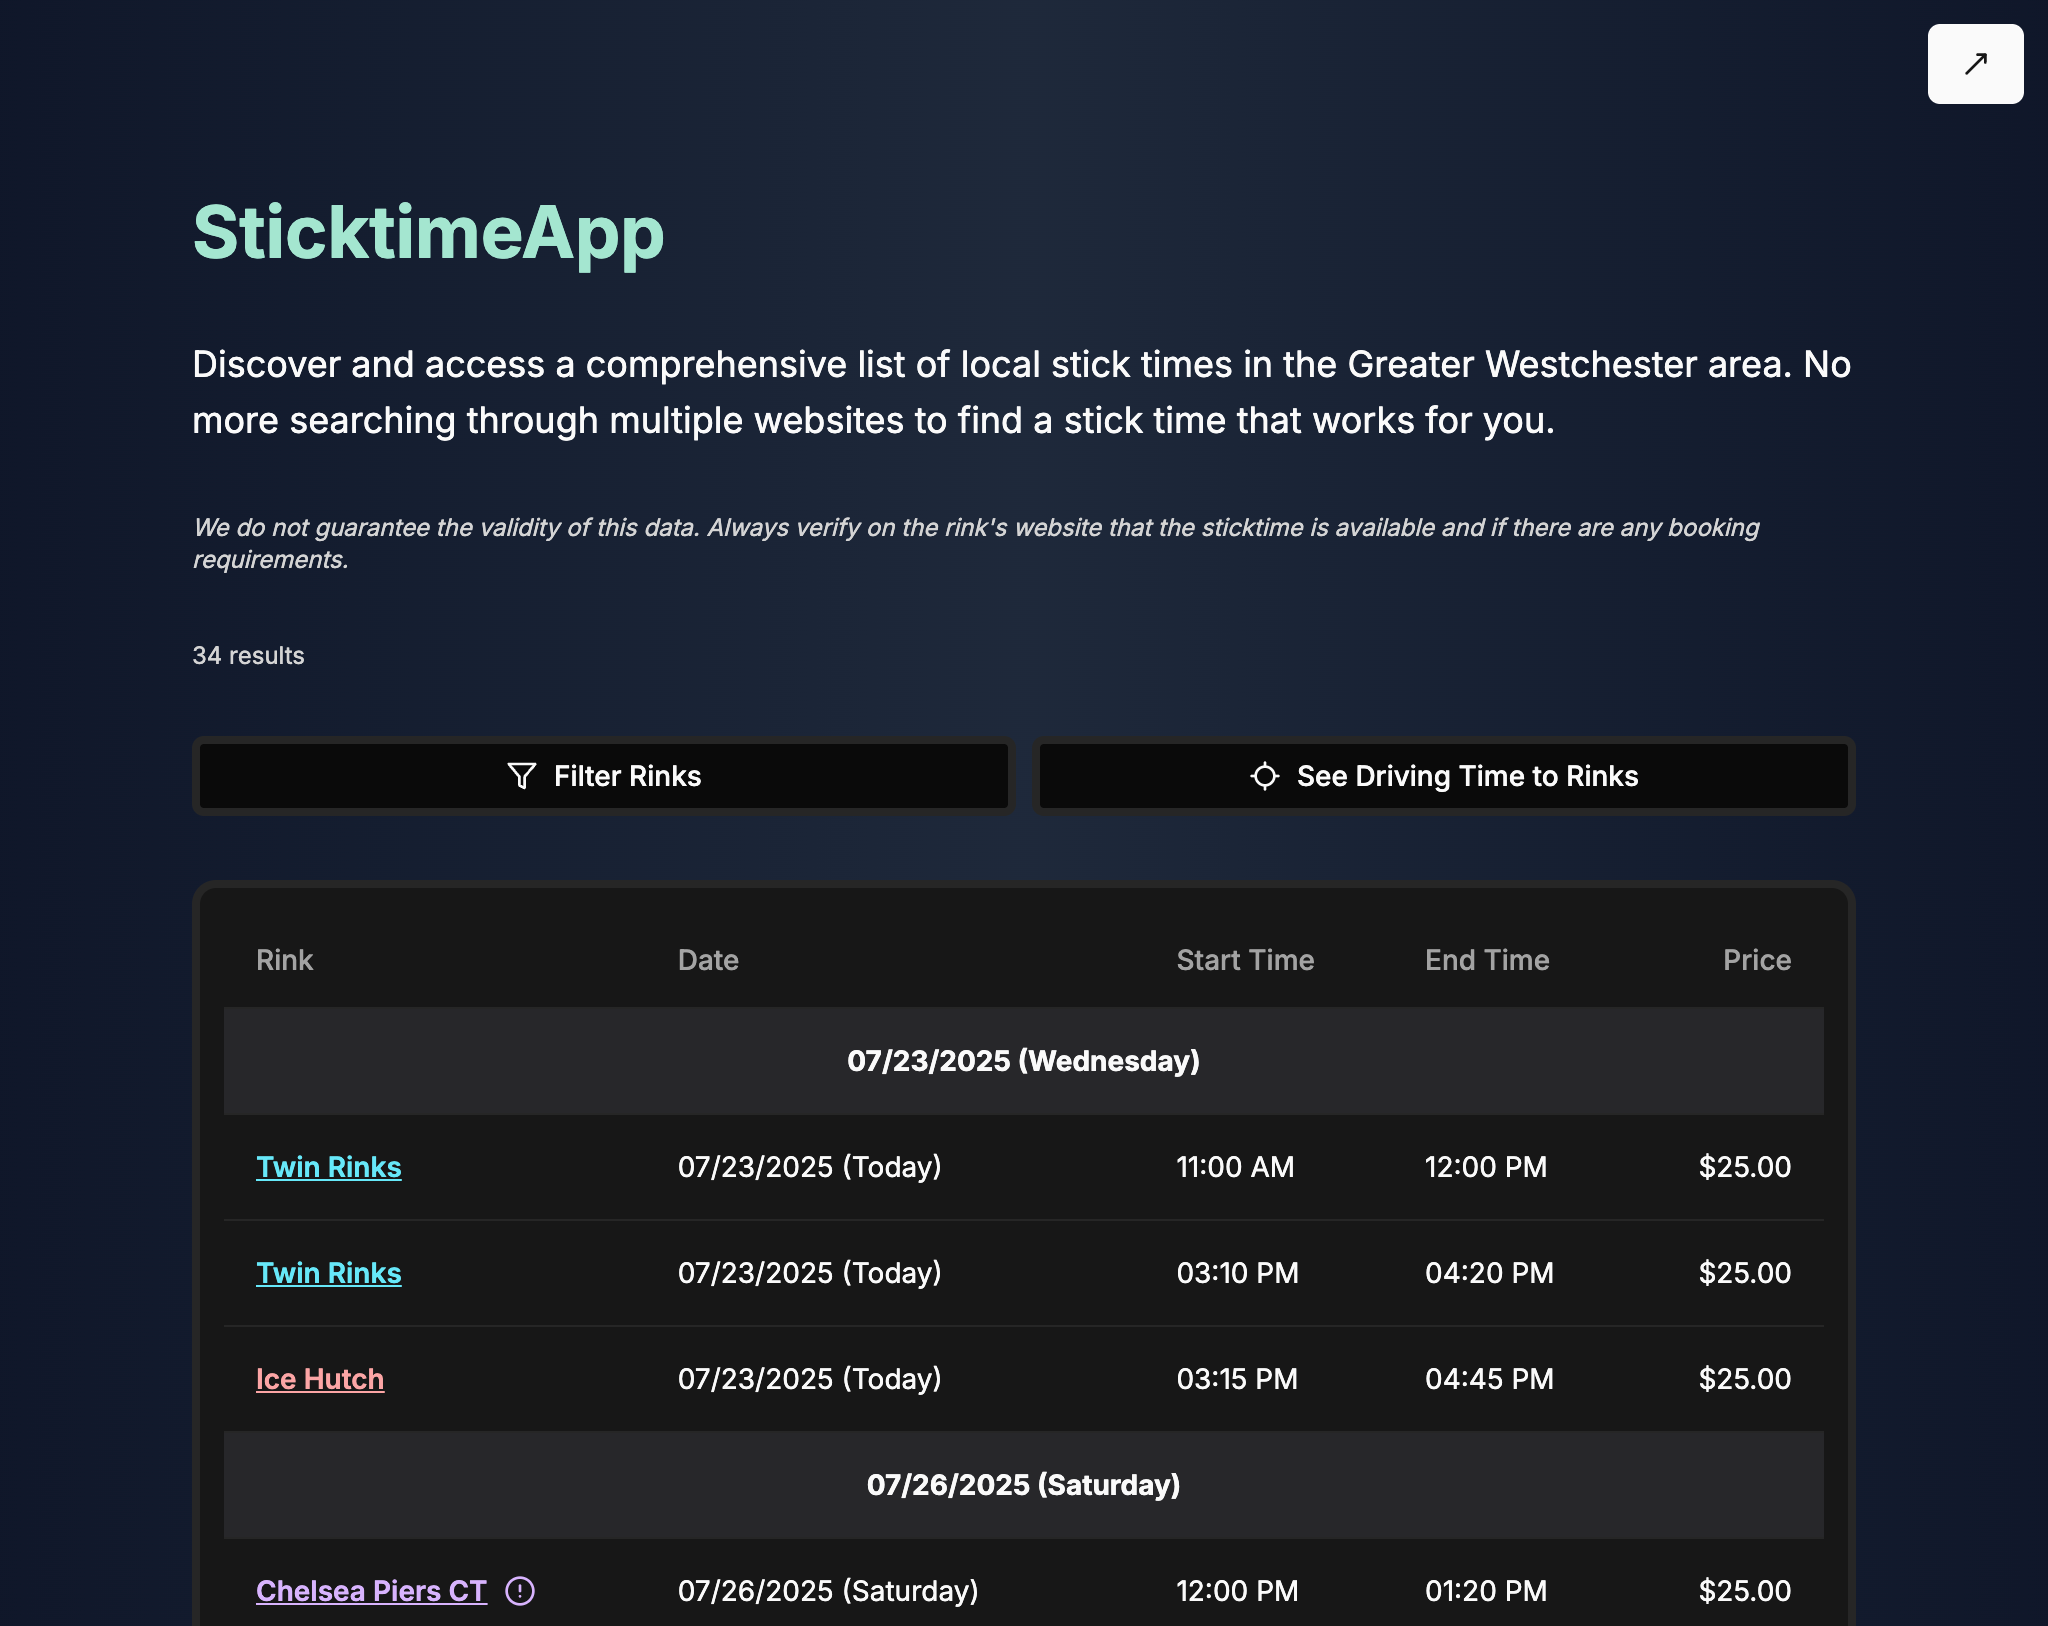 SticktimeApp
Discover and access a comprehensive list of local stick times in the Greater Westchester area. No
more searching through multiple websites to find a stick time that works for you.
We do not guarantee the validity of this data. Always verify on the rink's website that the sticktime is available and if there are any booking
requirements.
34 results
Filter Rinks See Driving Time to Rinks
Rink Date Start Time End Time Price
07/23/2025 (Wednesday)
Twin Rinks 07/23/2025 (Today) 11:00 AM 12:00 PM $25.00
Twin Rinks 07/23/2025 (Today) 03:10 PM 04:20 PM $25.00
Ice Hutch 07/23/2025 (Today) 03:15 PM 04:45 PM $25.00
07/26/2025 (Saturday)
Chelsea Piers CT 07/26/2025 (Saturday) 12:00 PM 01:20 PM $25.00